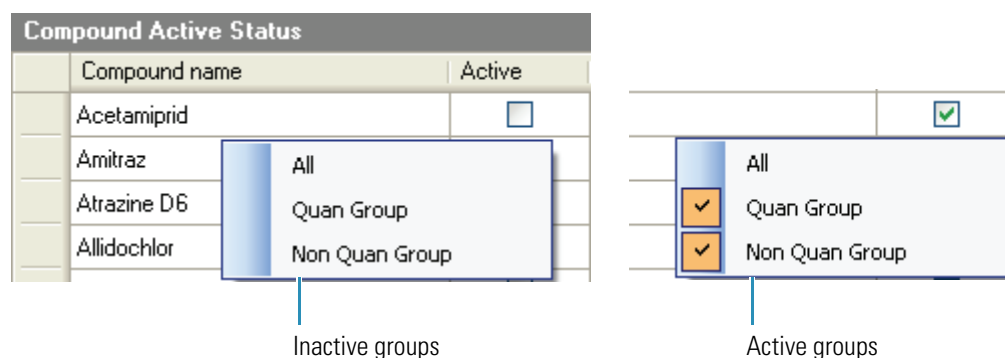 Compound Active Status
Compound name Active
Acetamiprid
Amitraz
Atrazine D6
Allidochlor
All
Quan Group
Non Quan Group
All
Quan Group
Non Quan Group
Inactive groups
Active groups